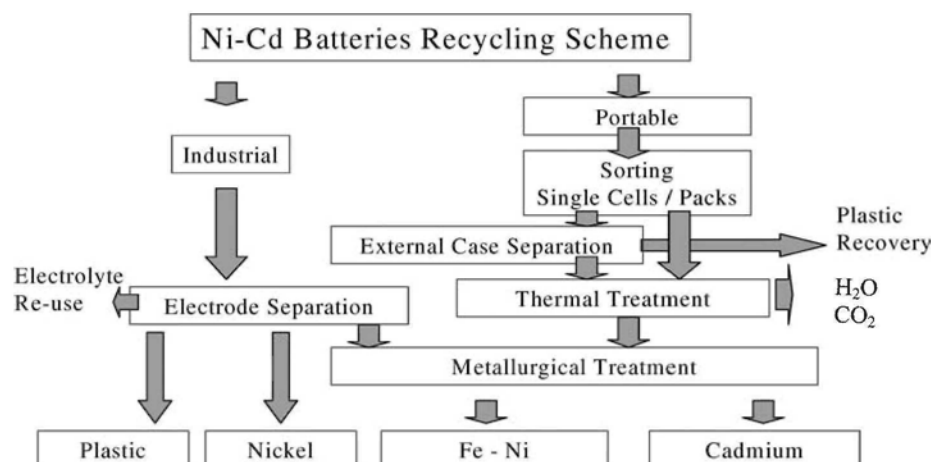 Ni-Cd Batteries Recycling Scheme
Portable
Industrial
Sorting
Single Cells / Packs
Plastic
Recovery
External Case Separation
Electrolyte
Re-use
Electrode Separation
Thermal Treatment
H₂O
CO₂
Metallurgical Treatment
Plastic
Nickel
Fe - Ni
Cadmium